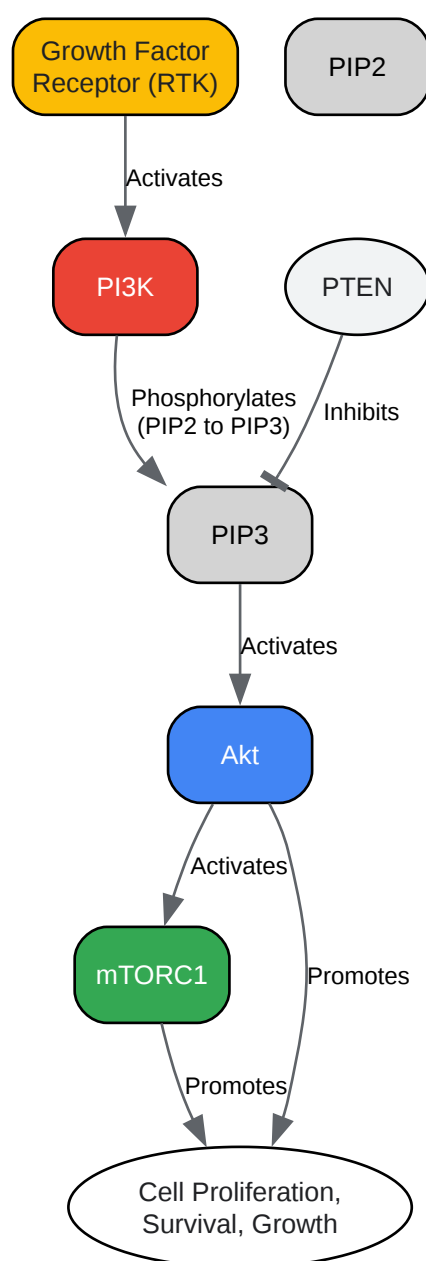 Growth Factor
Receptor (RTK)
PIP2
Activates
PI3K
PTEN
Phosphorylates
(PIP2 to PIP3)
Inhibits
PIP3
Activates
Akt
Activates
mTORC1
Promotes
Promotes
Cell Proliferation,
Survival, Growth